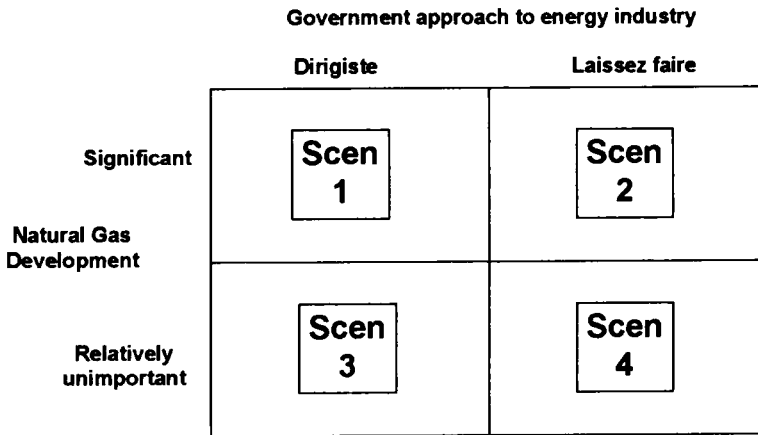 Government approach to energy industry
Dirigiste Laissez faire
Significant
Scen
1
Scen
2
Natural Gas
Development
Relatively
unimportant
Scen
3
Scen
4